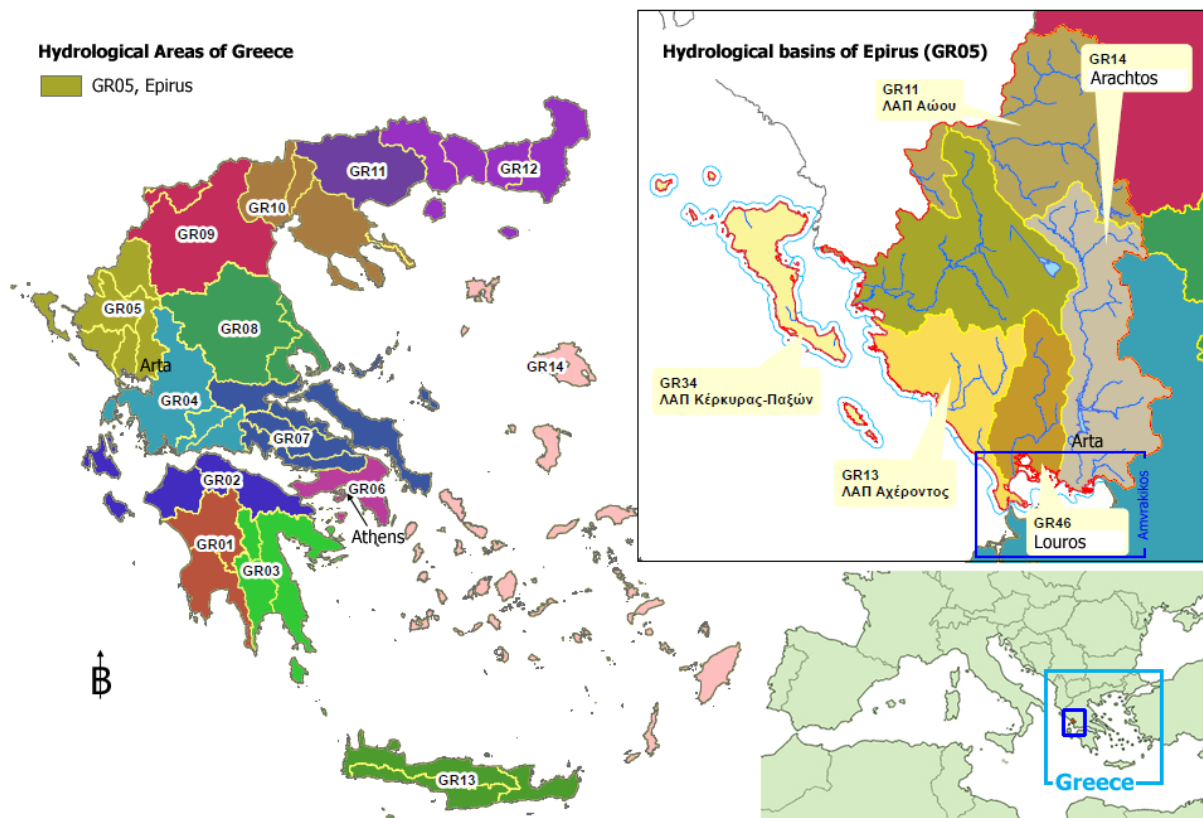 Hydrological Areas of Greece
GR05, Epirus
GR11
GR12
GR10
GR09
GR05
GR08
GR14
Arta
GR04
GR07
GR02
GR06
Athens
GR01
GR03
B
GR13
Hydrological basins of Epirus (GR05)
GR14
Arachtos
GR11
ΛΑΠ Αώου
GR34
ΛΑΠ Κέρκυρας-Παξών
GR13
ΛΑΠ Αχέροντος
Arta
Amvrakikos
GR46
Louros
Greece